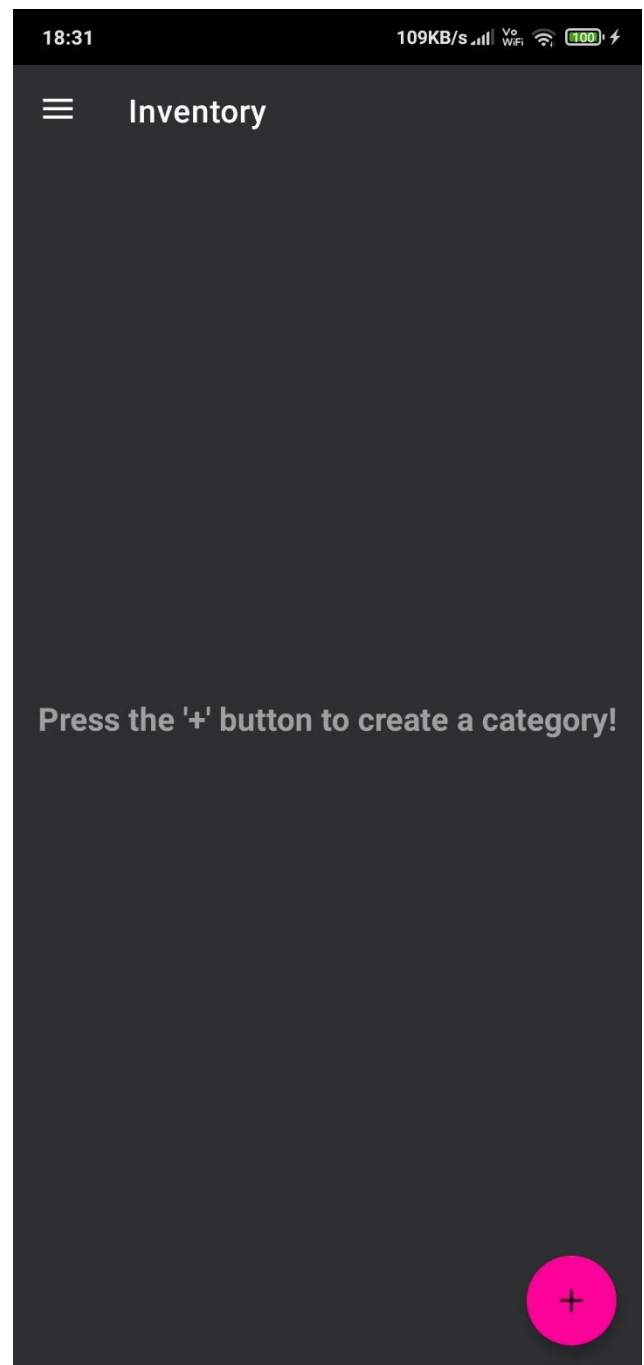 18:31 109KB/s Vo WiFi 100
Inventory
Press the '+' button to create a category!
+